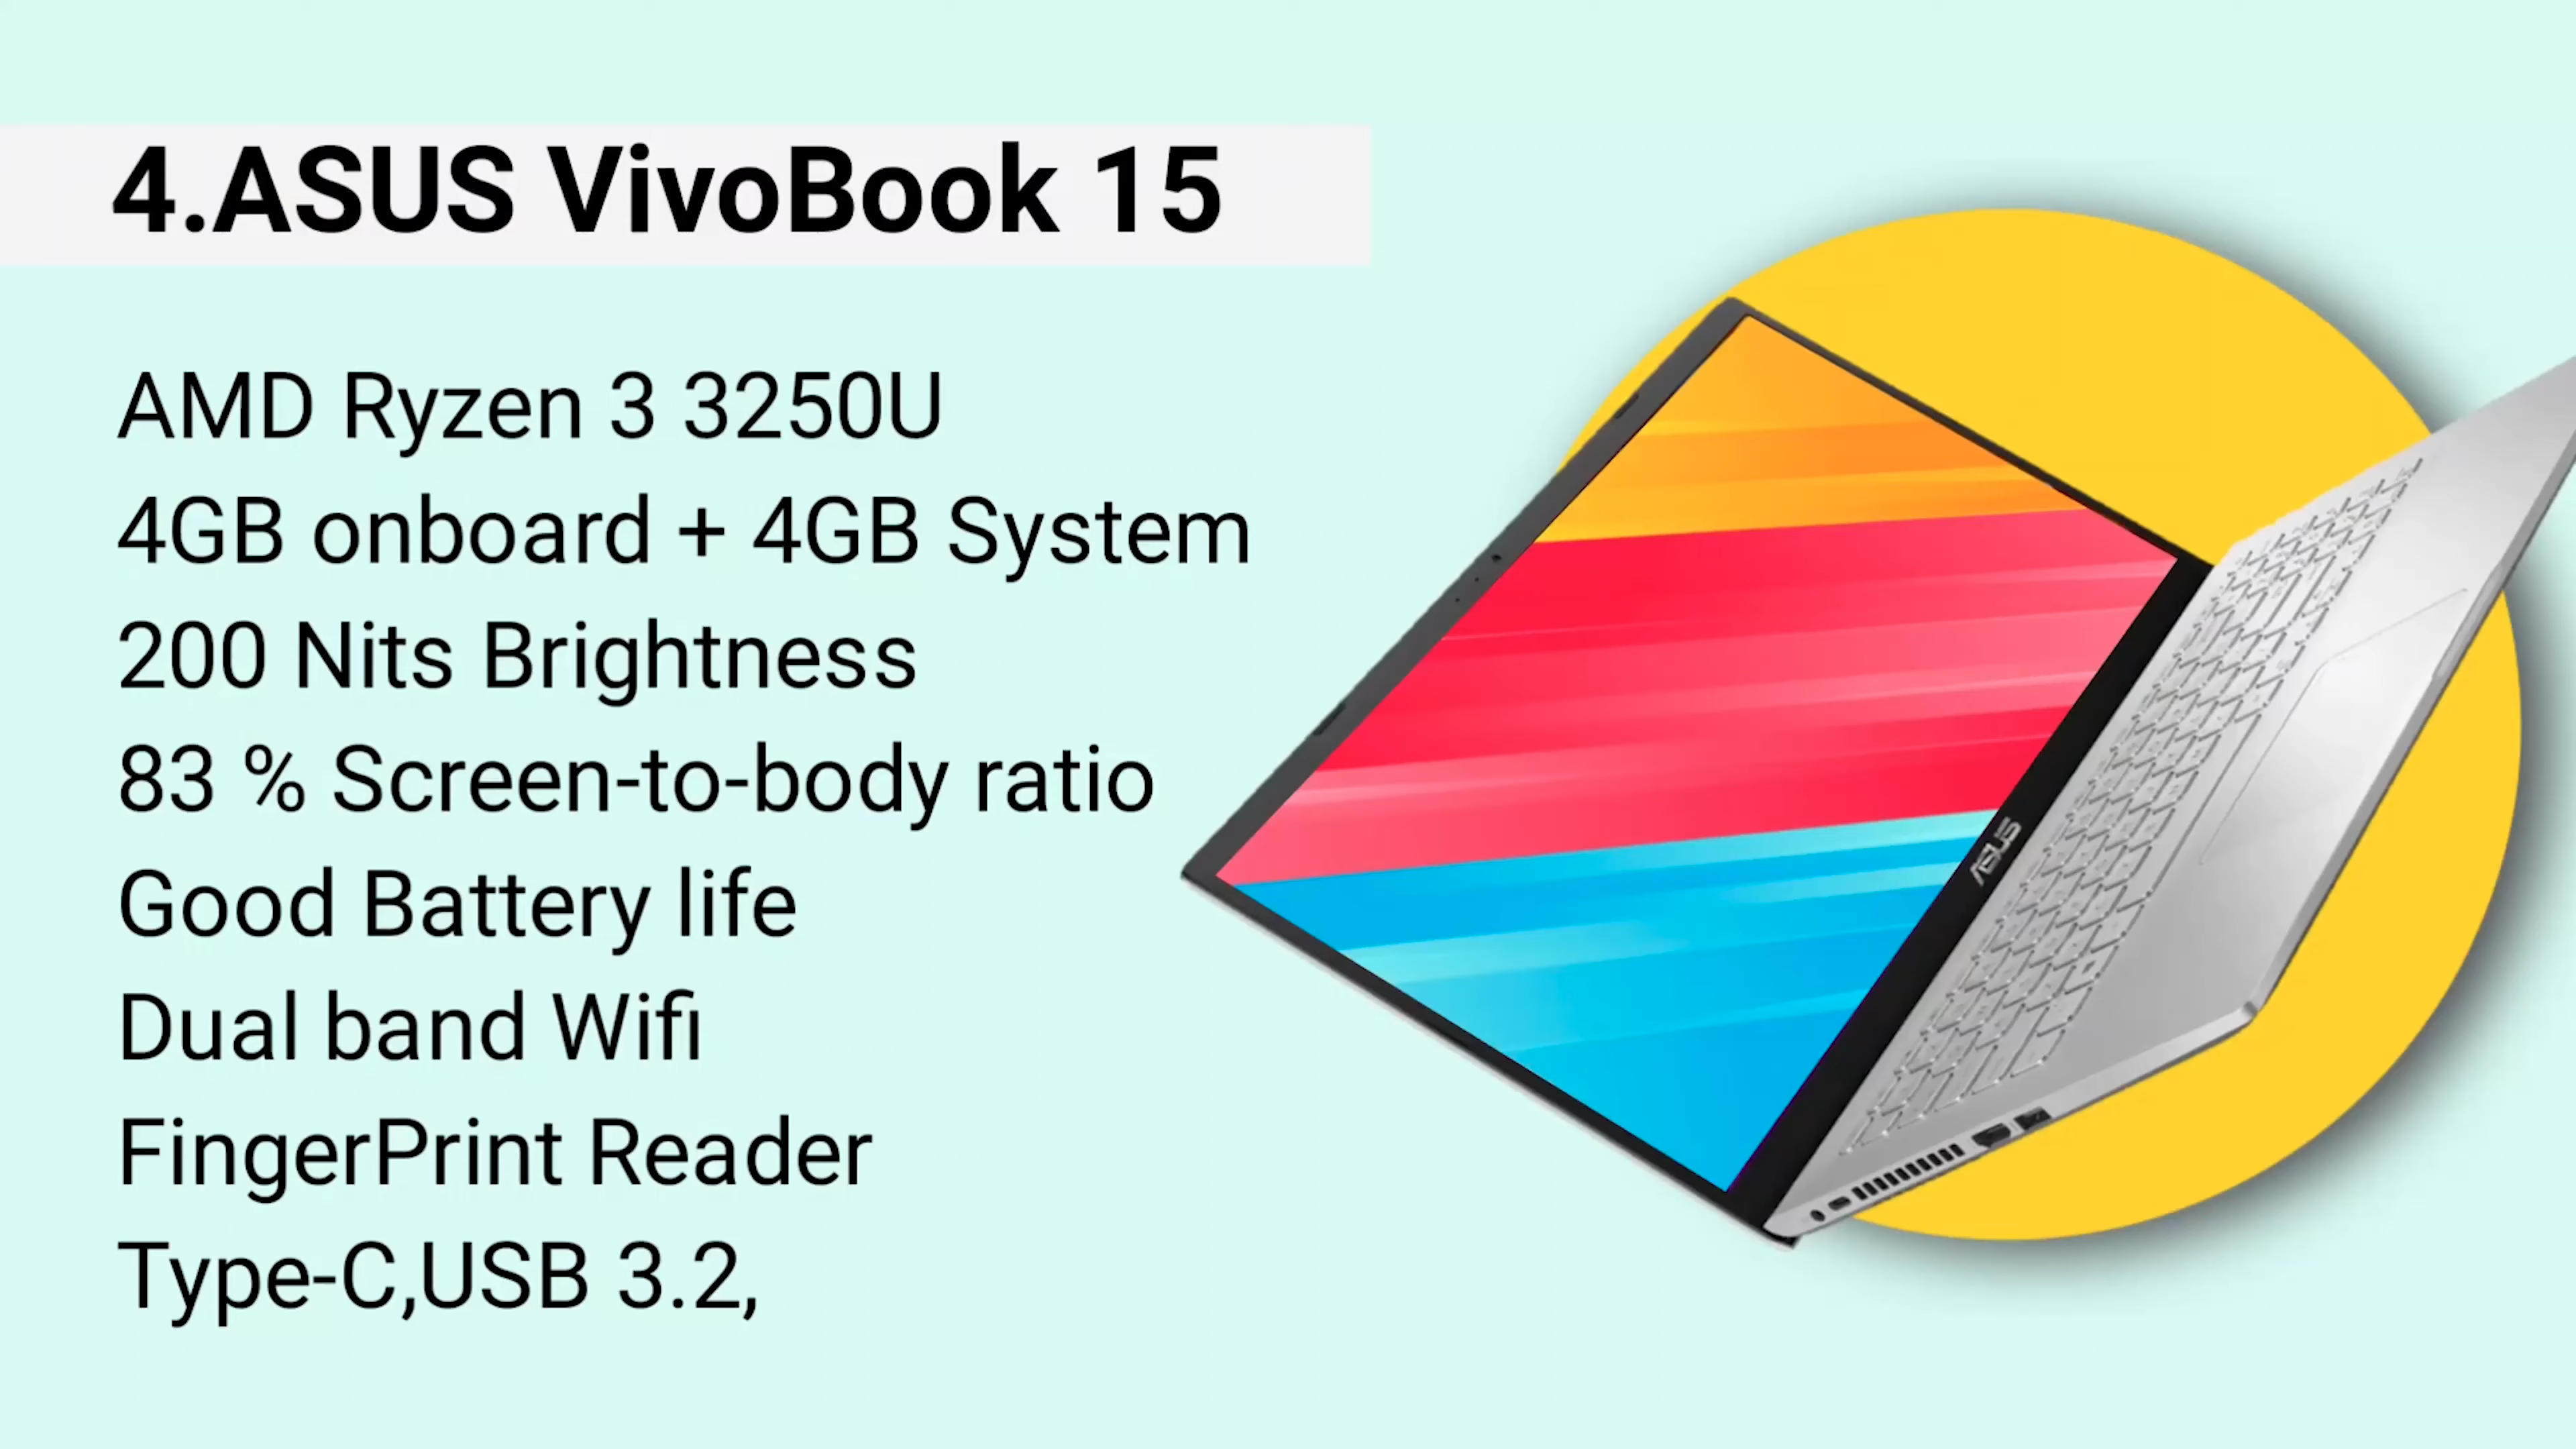 4.ASUS VivoBook 15
AMD Ryzen 3 3250U
4GB onboard + 4GB System
200 Nits Brightness
83 % Screen-to-body ratio
Good Battery life
Dual band Wifi
FingerPrint Reader
Type-C,USB 3.2,
ASUS